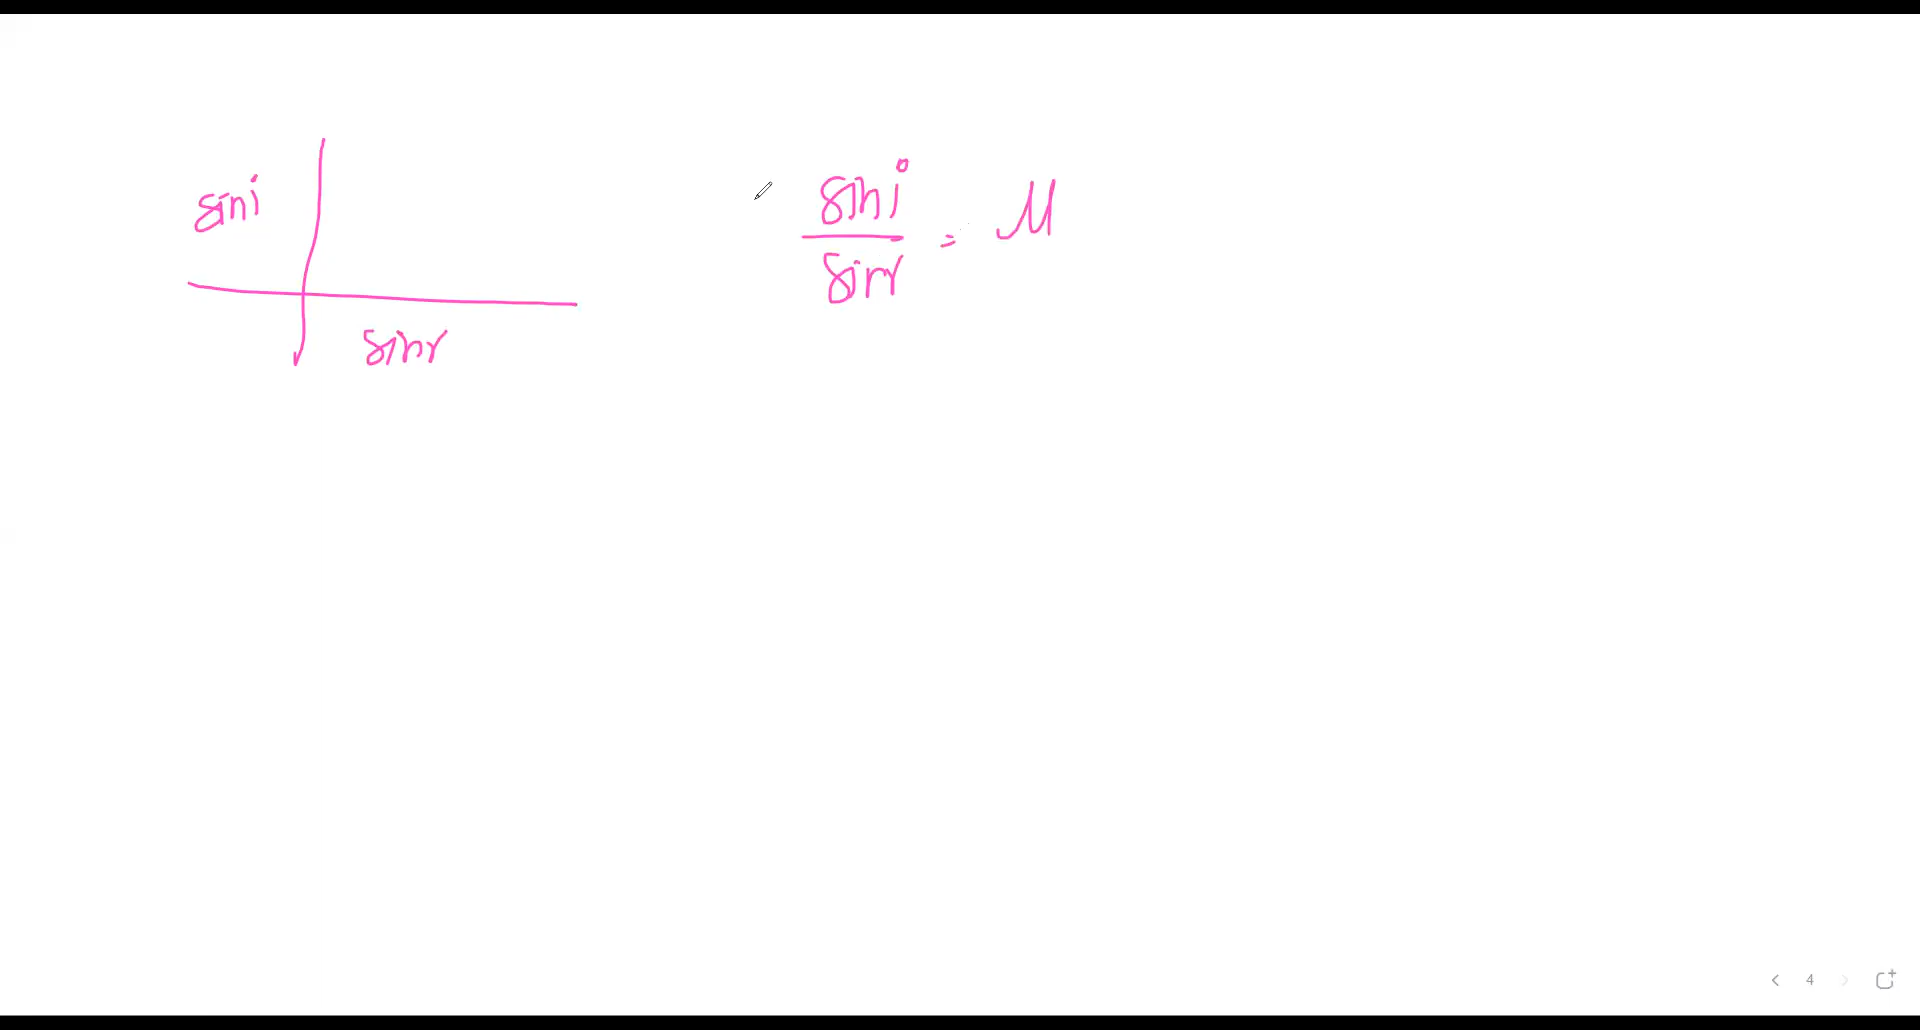 sini
sinr
sini
sinr
= μ
4